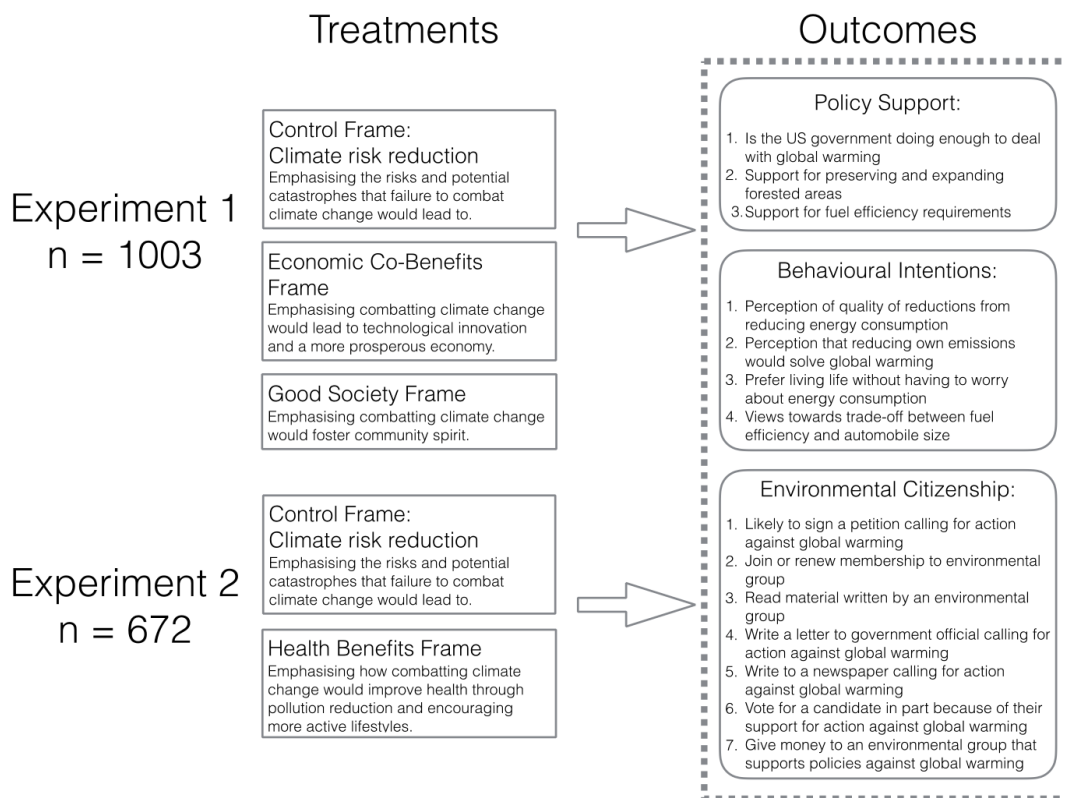 Treatments
Outcomes
Experiment 1
n = 1003
Control Frame:
Climate risk reduction
Emphasising the risks and potential
catastrophes that failure to combat
climate change would lead to.
Economic Co-Benefits
Frame
Emphasising combatting climate change
would lead to technological innovation
and a more prosperous economy.
Good Society Frame
Emphasising combatting climate change
would foster community spirit.
Experiment 2
n = 672
Control Frame:
Climate risk reduction
Emphasising the risks and potential
catastrophes that failure to combat
climate change would lead to.
Health Benefits Frame
Emphasising how combatting climate
change would improve health through
pollution reduction and encouraging
more active lifestyles.
Policy Support:
1. Is the US government doing enough to deal
with global warming
2. Support for preserving and expanding
forested areas
3. Support for fuel efficiency requirements
Behavioural Intentions:
1. Perception of quality of reductions from
reducing energy consumption
2. Perception that reducing own emissions
would solve global warming
3. Prefer living life without having to worry
about energy consumption
4. Views towards trade-off between fuel
efficiency and automobile size
Environmental Citizenship:
1. Likely to sign a petition calling for action
against global warming
2. Join or renew membership to environmental
group
3. Read material written by an environmental
group
4. Write a letter to government official calling for
action against global warming
5. Write to a newspaper calling for action
against global warming
6. Vote for a candidate in part because of their
support for action against global warming
7. Give money to an environmental group that
supports policies against global warming